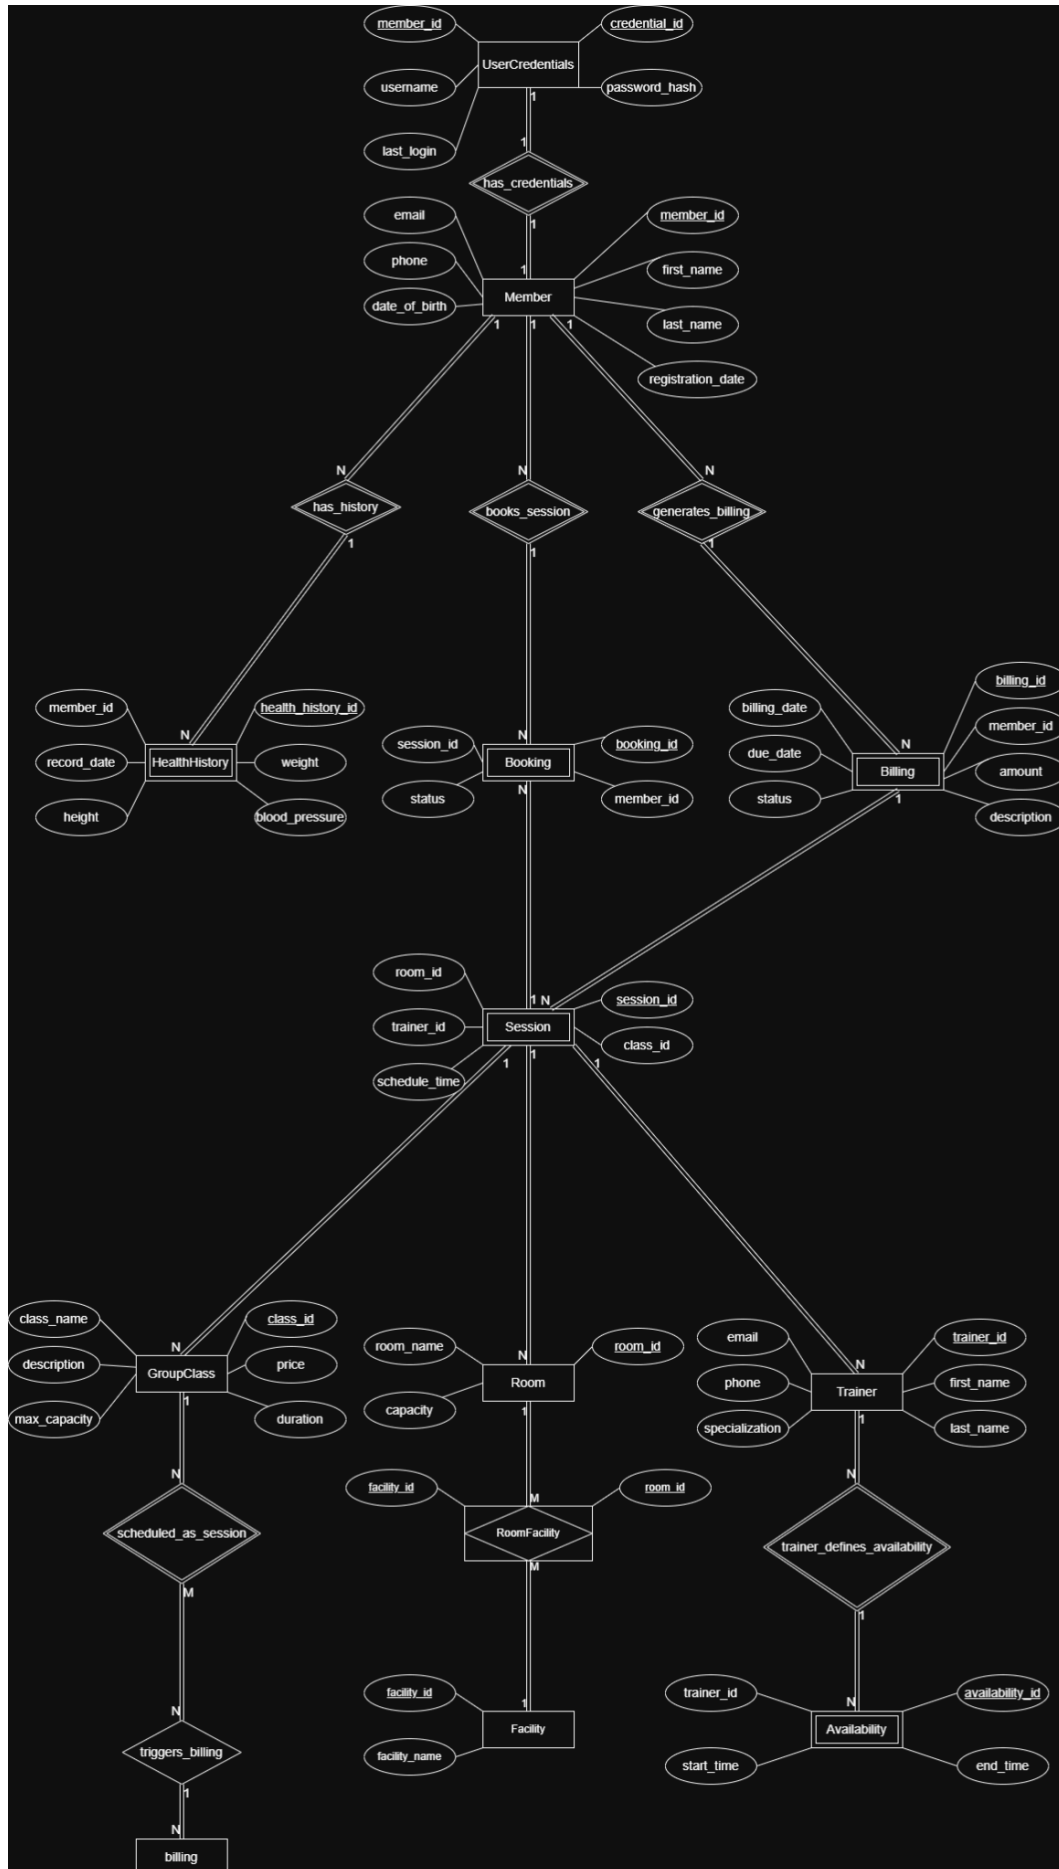 member_id
credential_id
UserCredentials
username
password_hash
1
last_login
1
has_credentials
email
1
member_id
phone
first_name
1
Member
date_of_birth
last_name
1
1
1
registration_date
N
N
N
has_history
books_session
generates_billing
1
1
1
member_id
health_history_id
billing_id
billing_date
member_id
N
N
N
session_id
booking_id
record_date
HealthHistory
weight
Booking
due_date
Billing
amount
height
blood_pressure
N
status
member_id
status
1
description
room_id
1
N
session_id
trainer_id
Session
class_id
1
1
1
schedule_time
class_name
class_id
email
trainer_id
N
room_name
N
room_id
N
description
GroupClass
price
Room
phone
Trainer
first_name
max_capacity
1
duration
capacity
1
specialization
1
last_name
N
facility_id
M
room_id
N
scheduled_as_session
RoomFacility
trainer_defines_availability
M
M
1
facility_id
1
trainer_id
N
availability_id
N
Facility
Availability
triggers_billing
facility_name
start_time
end_time
1
N
billing